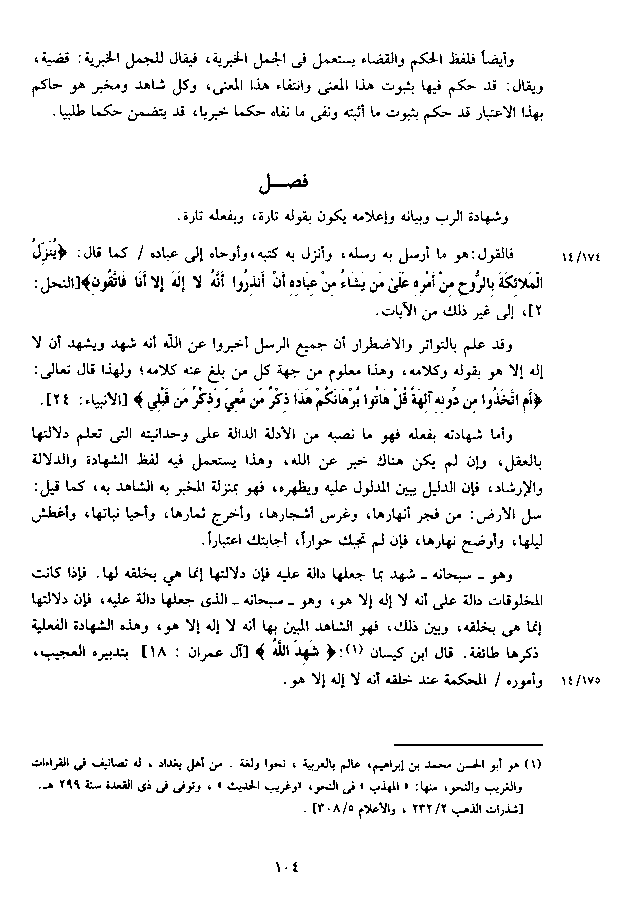 وأيضاً فلفظ الحكم والقضاء يستعمل فى الجمل الخبرية، فيقال للجمل الخبرية: قضية،
ويقال: قد حكم فيها بثبوت هذا المعنى وانتفاء هذا المعنى، وكل شاهد ومخبر هو حاكم
بهذا الاعتبار قد حكم بثبوت ما أثبته ونفى ما نفاه حكما خبريا، قد يتضمن حكما طلبيا.
فصــل
وشهادة الرب وبيانه وإعلامه يكون بقوله تارة، وبفعله تارة.
فالقول: هو ما أرسل به رسله، وأنزل به كتبه، وأوحاه إلى عباده / كما قال: ﴿يُنَزِّلُ ١٤/١٧٤
الْمَلائِكَةَ بِالرُّوحِ مِنْ أَمْرِهِ عَلَىٰ مَن يَشَاءُ مِنْ عِبَادِهِ أَنْ أَنذِرُوا أَنَّهُ لا إِلَهَ إِلا أَنَا فَاتَّقُونِ﴾[النحل:
٢]، إلى غير ذلك من الآيات.
وقد علم بالتواتر والاضطرار أن جميع الرسل أخبروا عن الله أنه شهد ويشهد أن لا
إله إلا هو بقوله وكلامه، وهذا معلوم من جهة كل من بلغ عنه كلامه؛ ولهذا قال تعالى:
﴿أَمِ اتَّخَذُوا مِن دُونِهِ آلِهَةً قُلْ هَاتُوا بُرْهَانَكُمْ هَذَا ذِكْرُ مَن مَّعِيَ وَذِكْرُ مَن قَبْلِي ﴾ [الأنبياء: ٢٤].
وأما شهادته بفعله فهو ما نصبه من الأدلة الدالة على وحدانيته التى تعلم دلالتها
بالعقل، وإن لم يكن هناك خبر عن الله، وهذا يستعمل فيه لفظ الشهادة والدلالة
والإرشاد، فإن الدليل يبين المدلول عليه ويظهره، فهو بمنزلة المخبر به الشاهد به، كما قيل:
سل الأرض: من فجر أنهارها، وغرس أشجارها، وأخرج ثمارها، وأحيا نباتها، وأغطش
ليلها، وأوضح نهارها، فإن لم تجبك حواراً، أجابتك اعتباراً.
وهو ـ سبحانه ـ شهد بما جعلها دالة عليه فإن دلالتها إنما هي بخلقه لها. فإذا كانت
المخلوقات دالة على أنه لا إله إلا هو، وهو ـ سبحانه ـ الذى جعلها دالة عليه، فإن دلالتها
إنما هي بخلقه، وبين ذلك، فهو الشاهد المبين بها أنه لا إله إلا هو، وهذه الشهادة الفعلية
ذكرها طائفة. قال ابن كيسان (١): ﴿ شَهِدَ اللَّهُ ﴾ [آل عمران : ١٨] بتدبيره العجيب،
وأموره / المحكمة عند خلقه أنه لا إله إلا هو. ١٤/١٧٥
(١) هو أبو الحسن محمد بن إبراهيم، عالم بالعربية ، نحوا ولغة . من أهل بغداد ، له تصانيف فى القراءات
والغريب والنحو، منها: « المهذب » فى النحو، «وغريب الحديث » ، وتوفى فى ذى القعدة سنة ٢٩٩ هـ.
[شذرات الذهب ٢٣٢/٢ ، والأعلام ٣٠٨/٥] .
١٠٤